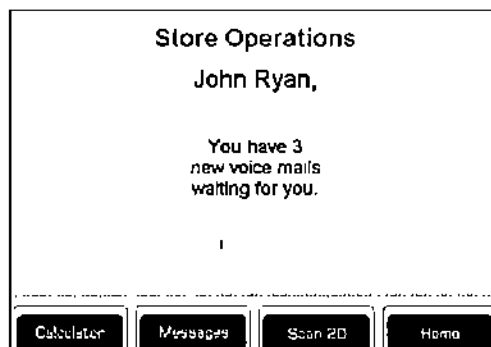 Store Operations
John Ryan,
You have 3
new voice mails
waiting for you.
Calculator
Messages
Scan 2D
Home